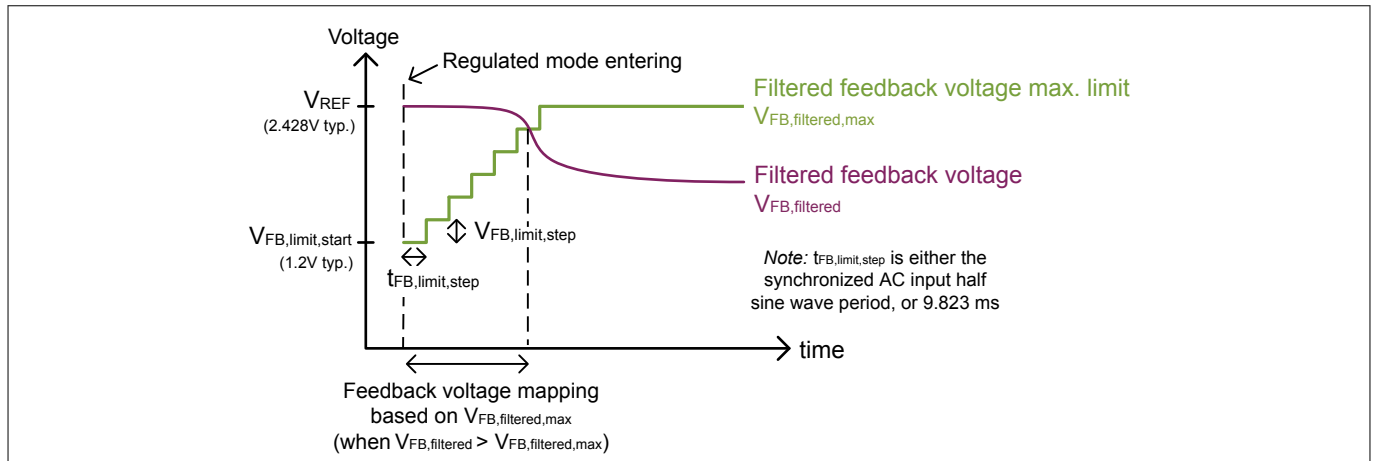 Voltage
Regulated mode entering
VREF
(2.428V typ.)
Filtered feedback voltage max. limit
VFB,filtered,max
Filtered feedback voltage
VFB,filtered
VFB,limit,start
(1.2V typ.)
VFB,limit,step
tFB,limit,step
Note: tFB,limit,step is either the
synchronized AC input half
sine wave period, or 9.823 ms
time
Feedback voltage mapping
based on VFB,filtered,max
(when VFB,filtered > VFB,filtered,max)